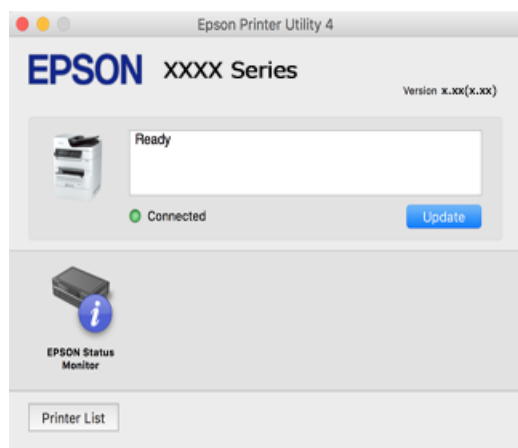 Epson Printer Utility 4
EPSON XXXX Series
Version x.xx(x.xx)
Ready
Connected
Update
i
EPSON Status
Monitor
Printer List